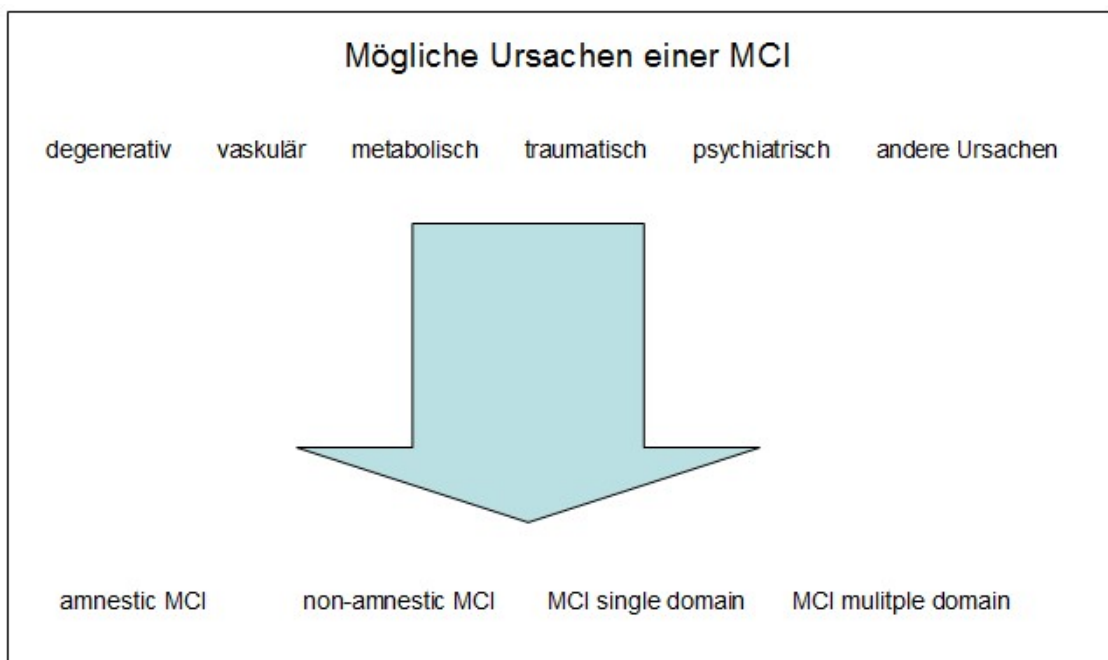 Mögliche Ursachen einer MCI
degenerativ vaskulär metabolisch traumatisch psychiatrisch andere Ursachen
amnestic MCI non-amnestic MCI MCI single domain MCI mulitple domain